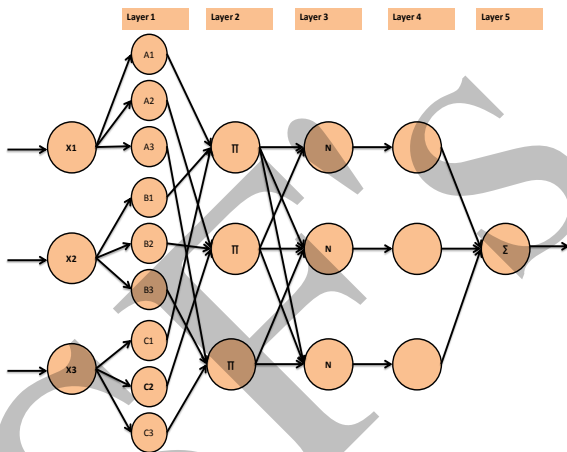 Layer 1 Layer 2 Layer 3 Layer 4 Layer 5
A1
A2
X1 A3 Π N
B1
X2 B2 Π N Σ
B3
C1
X3 C2 Π N
C3